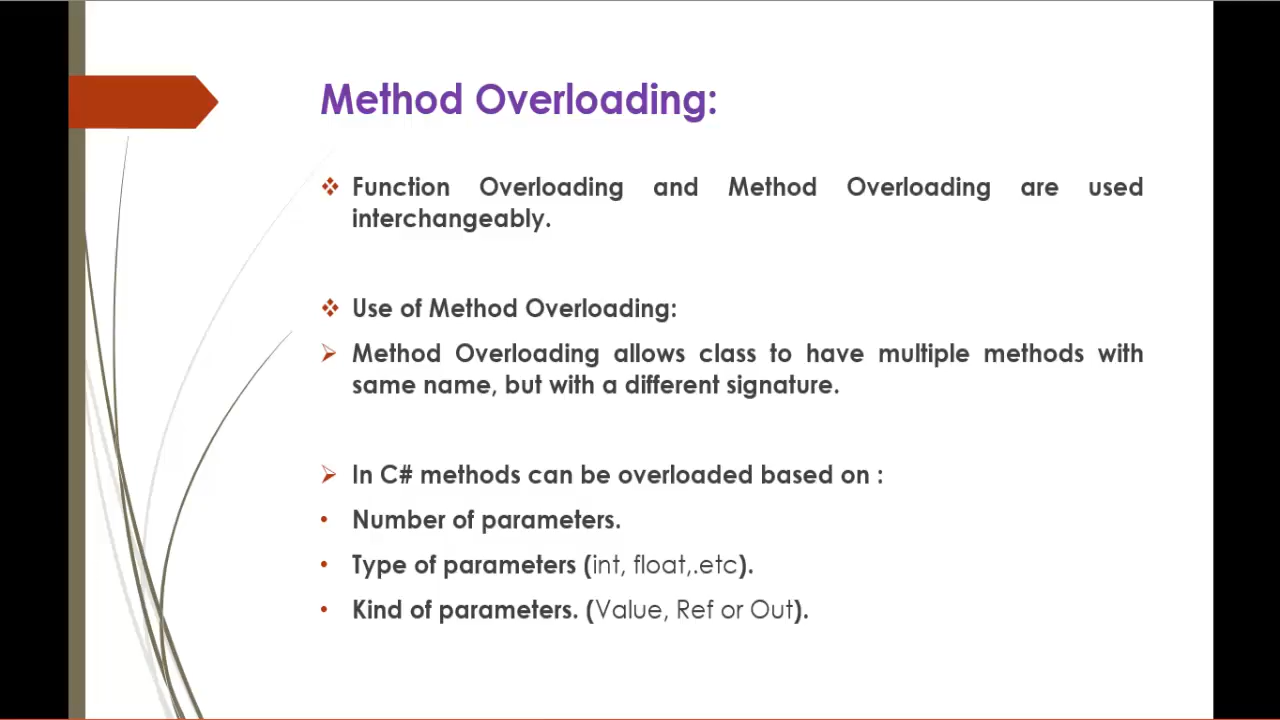 Method Overloading:
Function Overloading and Method Overloading are used
interchangeably.
Use of Method Overloading:
Method Overloading allows class to have multiple methods with
same name, but with a different signature.
In C# methods can be overloaded based on :
Number of parameters.
Type of parameters (int, float,.etc).
Kind of parameters. (Value, Ref or Out).